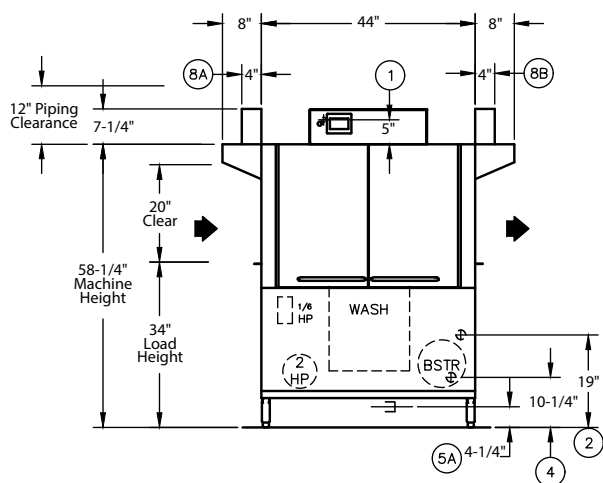 8"
44"
8"
8A
4"
1
4"
8B
12" Piping
Clearance
7-1/4"
5"
20"
Clear
58-1/4"
Machine
Height
34"
Load
Height
1/6
HP
WASH
2
HP
BSTR
19"
10-1/4"
2
5A
4-1/4"
4